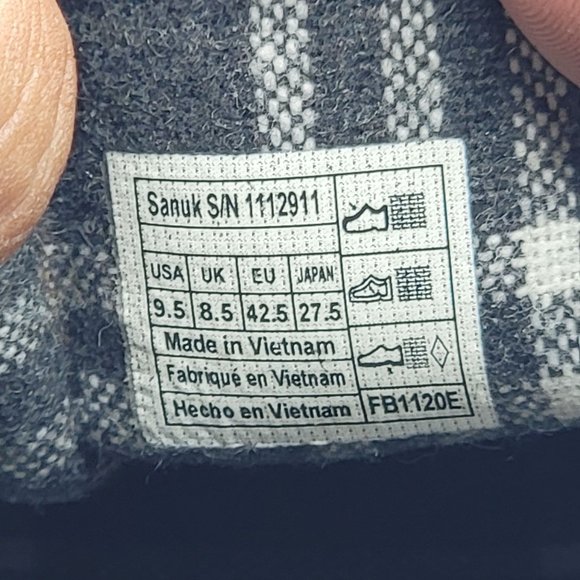 Sanuk S/N 1112911
USA UK EU JAPAN
9.5 8.5 42.5 27.5
Made in Vietnam
Fabriqué en Vietnam
Hecho en Vietnam
FB1120E